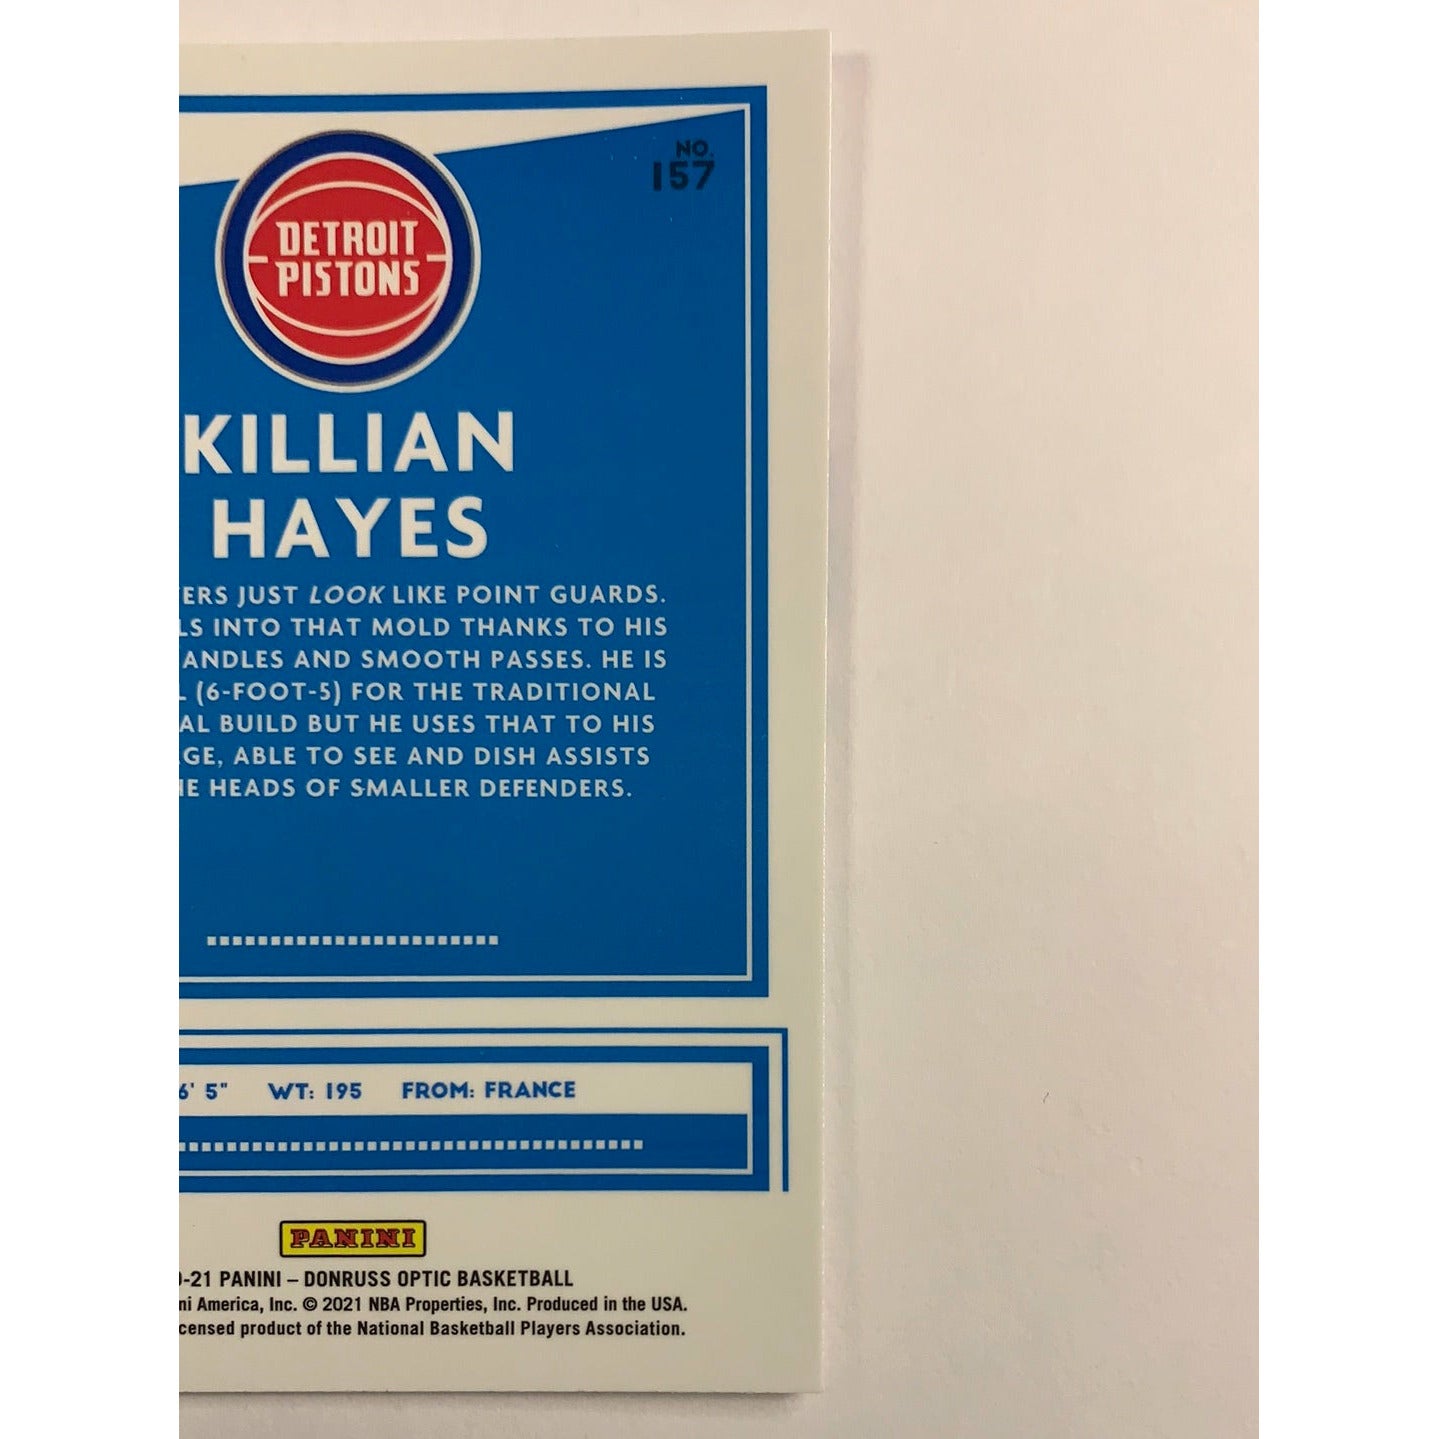 NO.
157
DETROIT
PISTONS
KILLIAN
HAYES
ERS JUST LOOK LIKE POINT GUARDS.
LS INTO THAT MOLD THANKS TO HIS
ANDLES AND SMOOTH PASSES. HE IS
L (6-FOOT-5) FOR THE TRADITIONAL
AL BUILD BUT HE USES THAT TO HIS
GE, ABLE TO SEE AND DISH ASSISTS
HE HEADS OF SMALLER DEFENDERS.
6' 5" WT: 195 FROM: FRANCE
PANINI
-21 PANINI – DONRUSS OPTIC BASKETBALL
ni America, Inc. © 2021 NBA Properties, Inc. Produced in the USA.
censed product of the National Basketball Players Association.